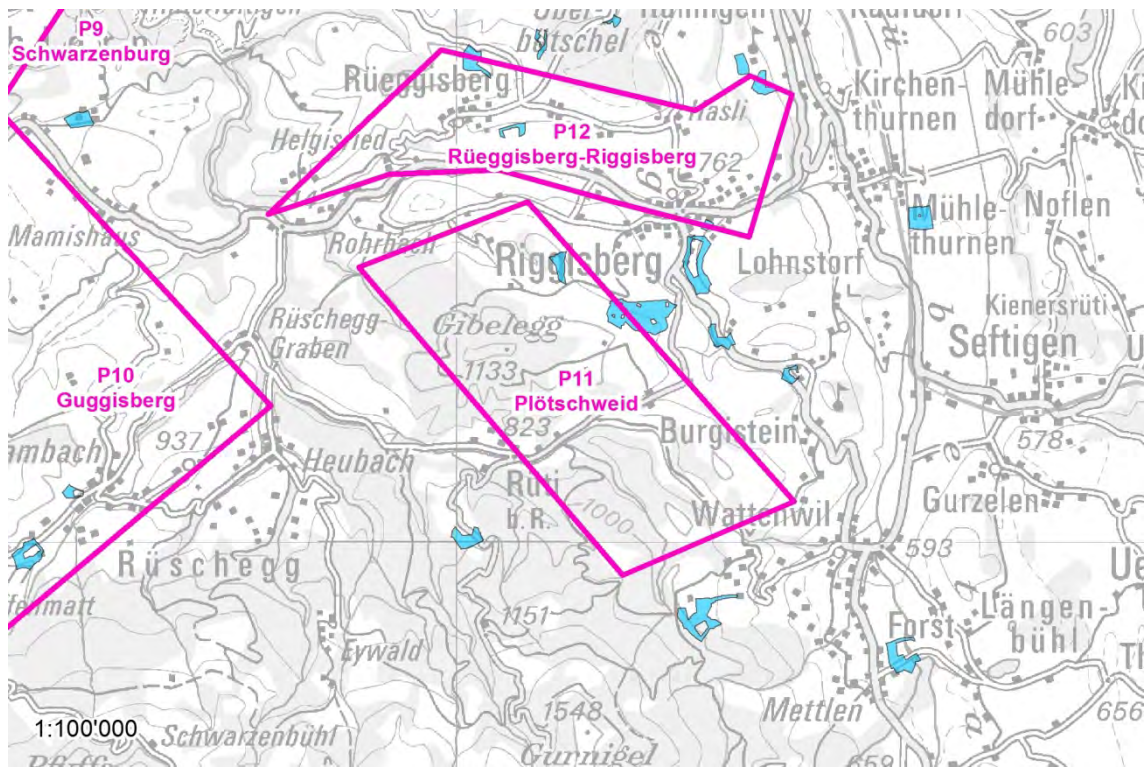 P9
Schwarzenburg
603
Rüeggisberg
Kirchen-
thurnen
Mühle-
dorf
Helgisried
P12
Rüeggisberg-Riggisberg
762
Mamishaus
Rohrbach
Riggisberg
Mühle-
thurnen
Noflen
Lohnstorf
Kienersrüti
Rüschegg-
Graben
Gibelegg
1133
Seftigen
P10
Guggisberg
P11
Plötschweid
937
823
Burgistein
578
Heubach
Rüti
b. R.
1000
Wattenwil
Gurzelen
593
Rüschegg
1151
Forst
Längen-
bühl
Eywald
1548
Mettlen
656
1:100'000
Schwarzenbühl
Gurnigel
659